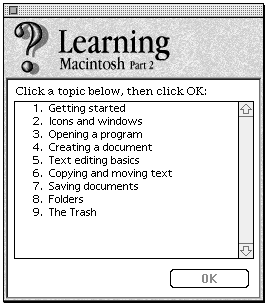 Learning
Macintosh Part 2
Click a topic below, then click OK:
1. Getting started
2. Icons and windows
3. Opening a program
4. Creating a document
5. Text editing basics
6. Copying and moving text
7. Saving documents
8. Folders
9. The Trash
OK